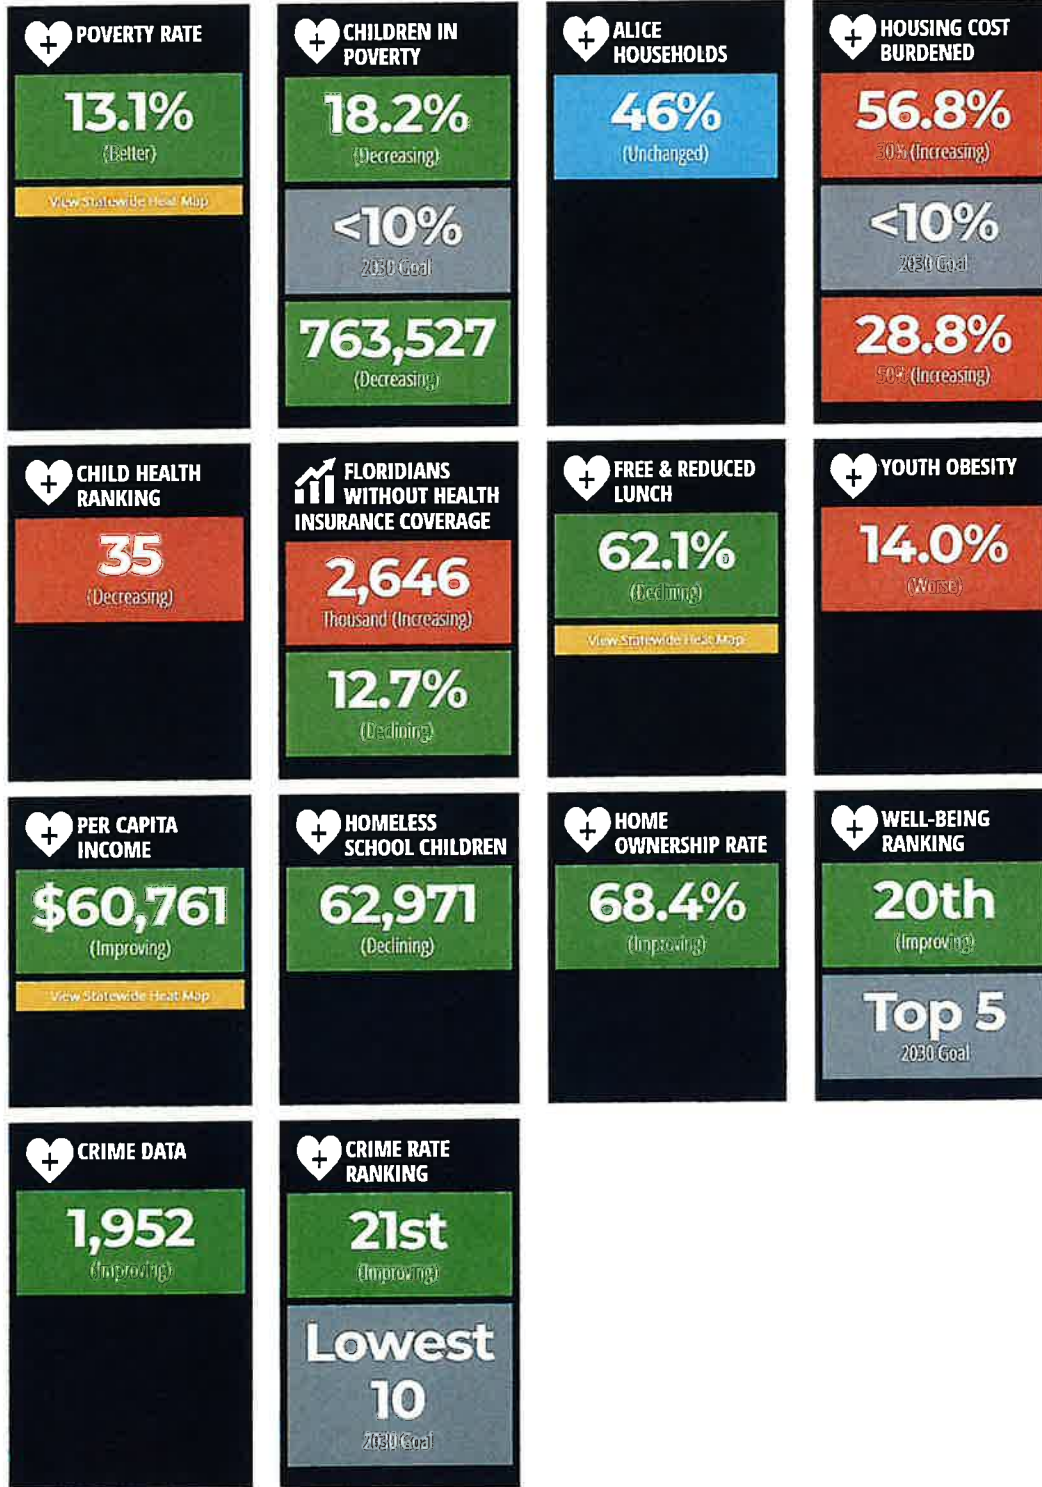 POVERTY RATE
13.1%
(Better)
View Statewide Heat Map
CHILDREN IN
POVERTY
18.2%
(Decreasing)
<10%
2030 Goal
763,527
(Decreasing)
ALICE
HOUSEHOLDS
46%
(Unchanged)
HOUSING COST
BURDENED
56.8%
30% (Increasing)
<10%
2030 Goal
28.8%
50% (Increasing)
CHILD HEALTH
RANKING
35
(Decreasing)
FLORIDIANS
WITHOUT HEALTH
INSURANCE COVERAGE
2,646
Thousand (Increasing)
12.7%
(Declining)
FREE & REDUCED
LUNCH
62.1%
(Declining)
View Statewide Heat Map
YOUTH OBESITY
14.0%
(Worse)
PER CAPITA
INCOME
$60,761
(Improving)
View Statewide Heat Map
HOMELESS
SCHOOL CHILDREN
62,971
(Declining)
HOME
OWNERSHIP RATE
68.4%
(Improving)
WELL-BEING
RANKING
20th
(Improving)
Top 5
2030 Goal
CRIME DATA
1,952
(Improving)
CRIME RATE
RANKING
21st
(Improving)
Lowest
10
2030 Goal